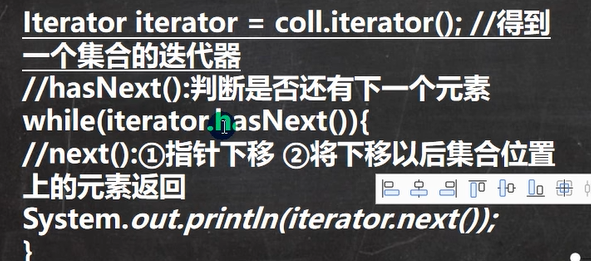 Iterator iterator = coll.iterator(); //得到
一个集合的迭代器
//hasNext():判断是否还有下一个元素
while(iterator.hasNext()){
//next():①指针下移 ②将下移以后集合位置
上的元素返回
System.out.println(iterator.next());
}